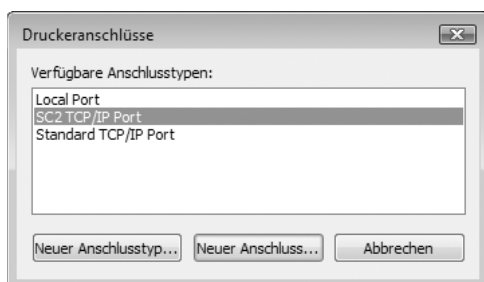 Druckeranschlüsse
Verfügbare Anschlusstypen:
Local Port
SC2 TCP/IP Port
Standard TCP/IP Port
Neuer Anschlusstyp... Neuer Anschluss... Abbrechen